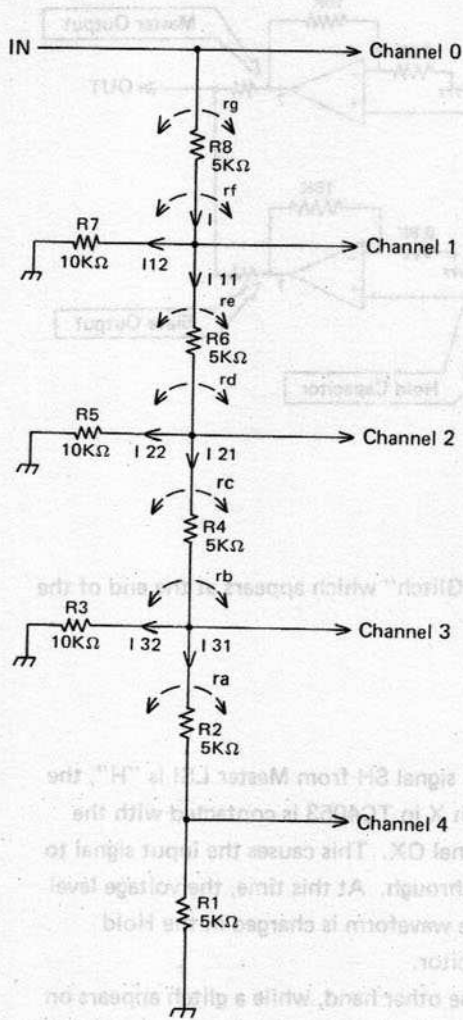 IN
Channel 0
rg
R8
5KΩ
rf
I
R7
10KΩ
I12
Channel 1
I 11
re
R6
5KΩ
rd
R5
10KΩ
I 22
Channel 2
I 21
rc
R4
5KΩ
rb
R3
10KΩ
I 32
Channel 3
I 31
ra
R2
5KΩ
Channel 4
R1
5KΩ
Master Output
OUT
10K
Slave Output
Hold Capacitor
Glitch" which appears at the end of the
signal SH from Master LSI is "H", the
X in TC4053 is contacted with the
nal OX. This causes the input signal to
through. At this time, the voltage level
waveform is charged in the Hold
citor.
e other hand, while a glitch appears on